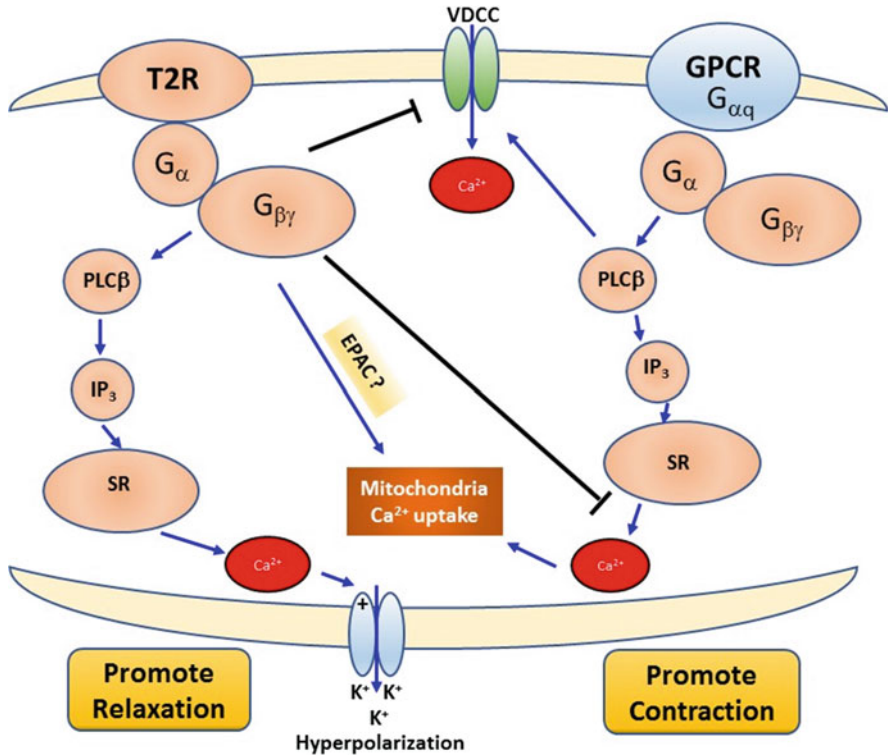 VDCC
T2R
GPCR
Gαq
Gα
Gβγ
Ca²⁺
Gα
Gβγ
PLCβ
PLCβ
EPAC ?
IP₃
IP₃
SR
SR
Mitochondria
Ca²⁺ uptake
Ca²⁺
Ca²⁺
+
Promote
Relaxation
K⁺ K⁺
K⁺
Hyperpolarization
Promote
Contraction